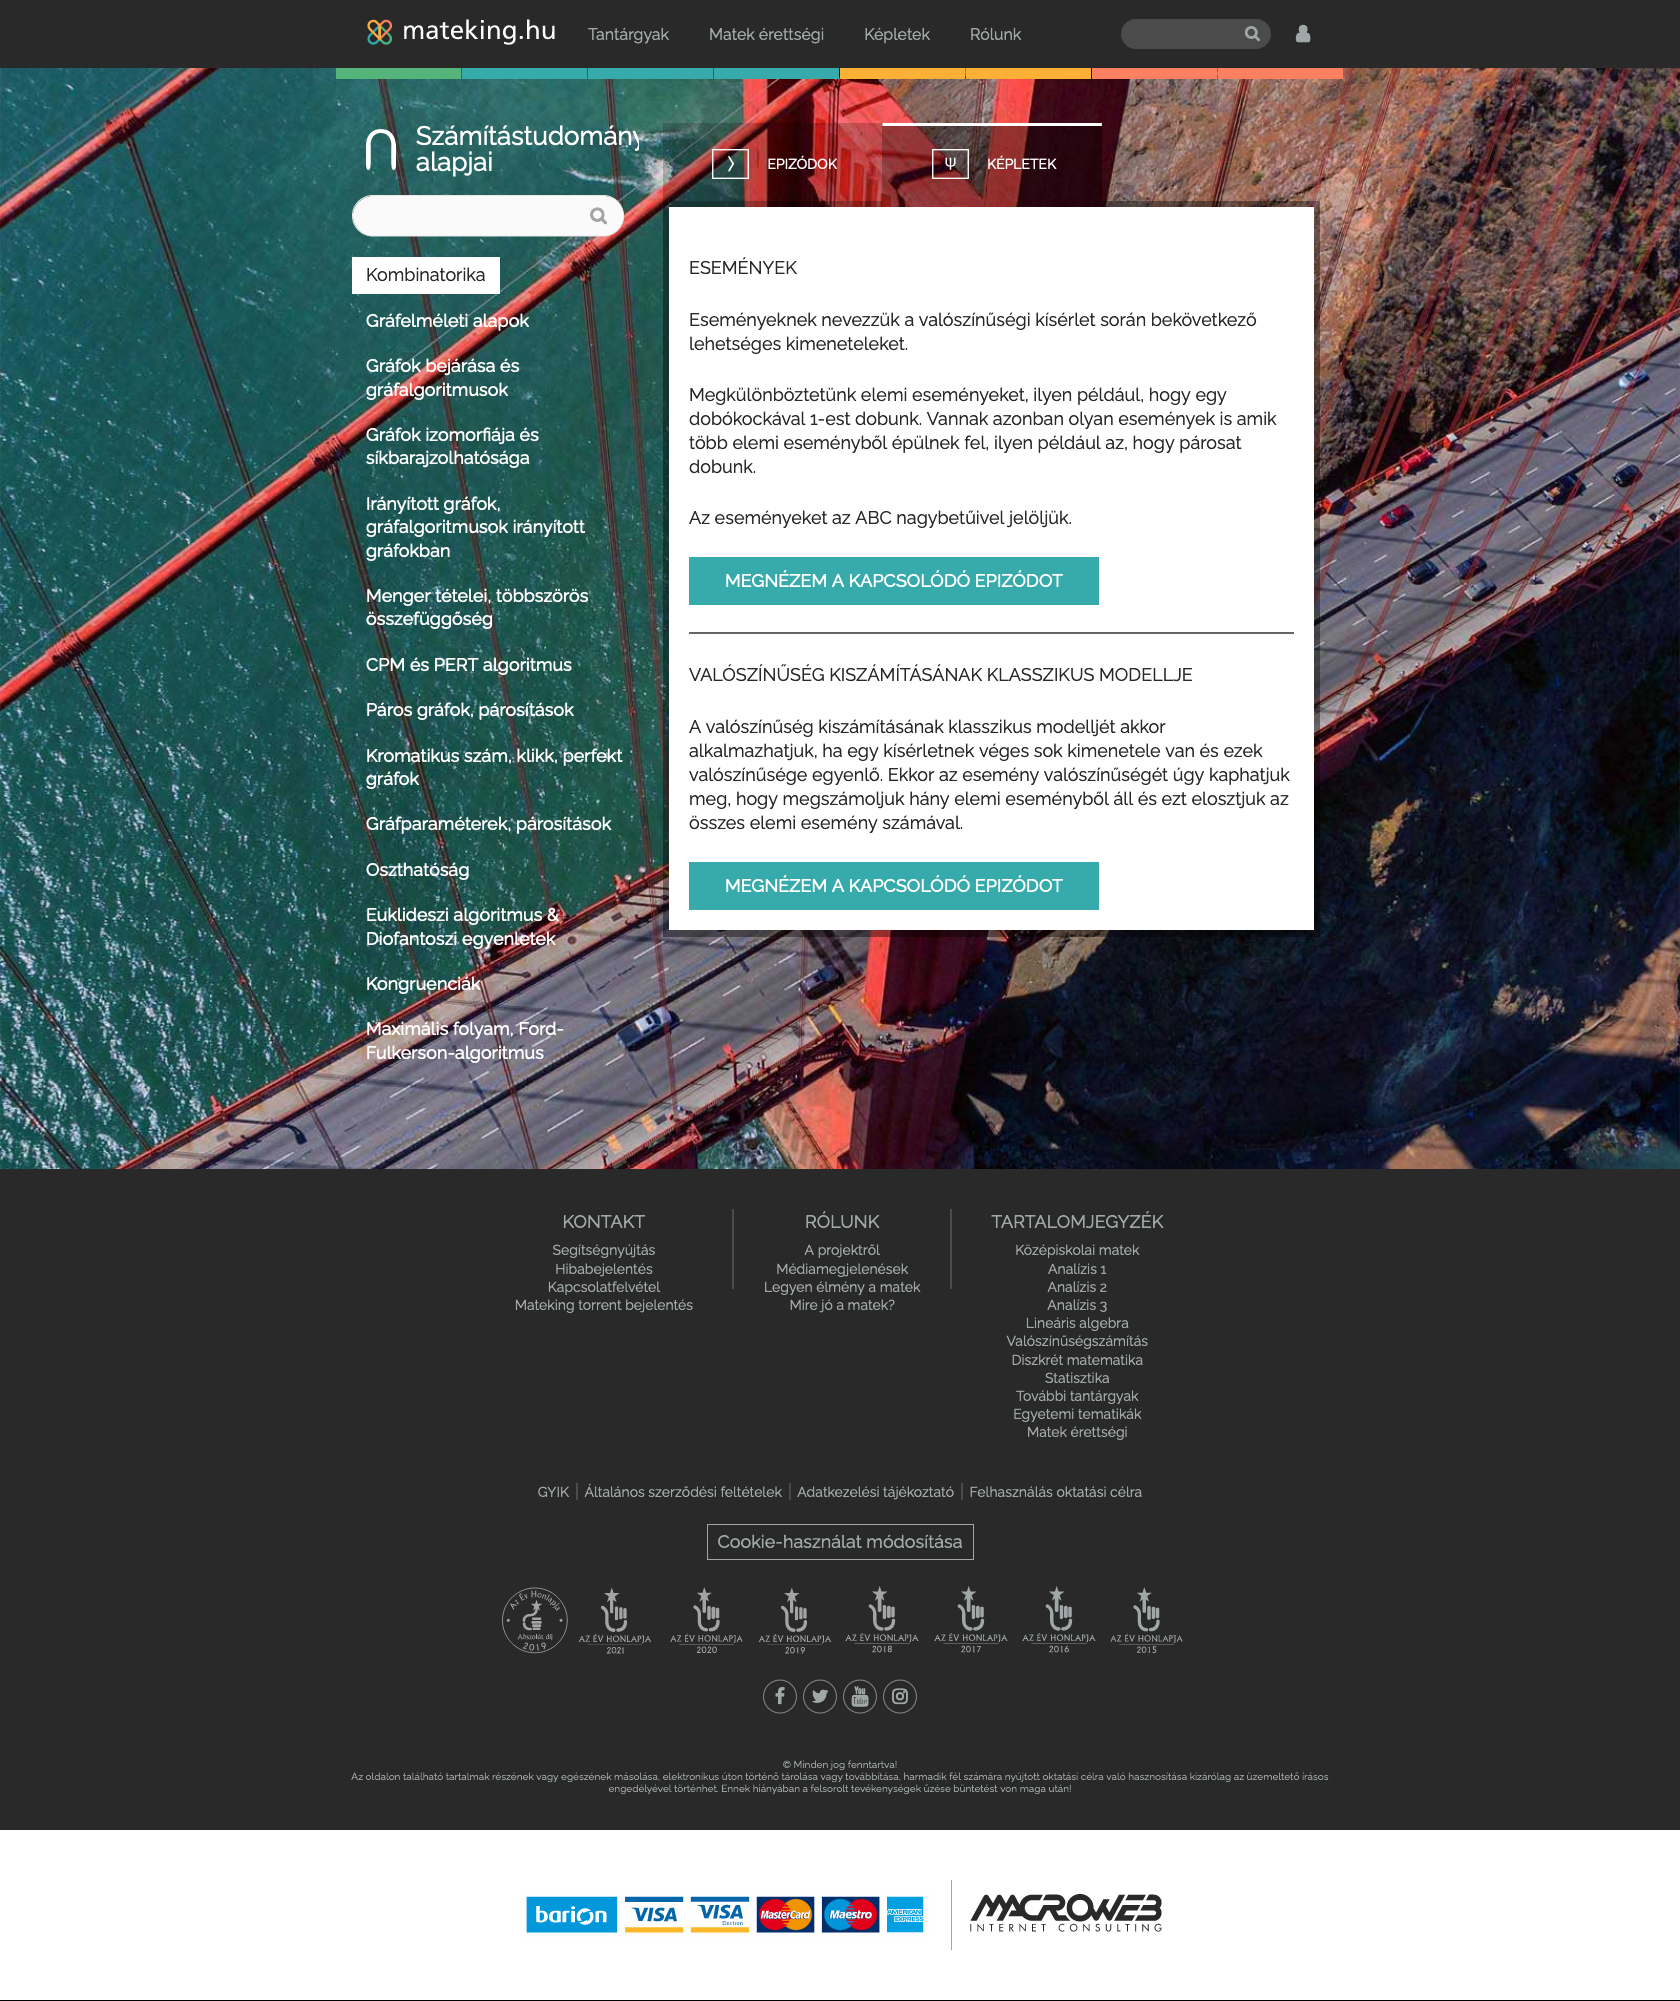 mateking.hu Tantárgyak Matek érettségi Képletek Rólunk
Számítástudomány
alapjai
EPIZÓDOK
KÉPLETEK
Kombinatorika
Gráfelméleti alapok
Gráfok bejárása és
gráfalgoritmusok
Gráfok izomorfiája és
síkbarajzolhatósága
Irányított gráfok,
gráfalgoritmusok irányított
gráfokban
Menger tételei, többszörös
összefüggőség
CPM és PERT algoritmus
Páros gráfok, párosítások
Kromatikus szám, klikk, perfekt
gráfok
Gráfparaméterek, párosítások
Oszthatóság
Euklideszi algoritmus &
Diofantoszi egyenletek
Kongruenciák
Maximális folyam, Ford-
Fulkerson-algoritmus
ESEMÉNYEK
Eseményeknek nevezzük a valószínűségi kísérlet során bekövetkező
lehetséges kimeneteleket.
Megkülönböztetünk elemi eseményeket, ilyen például, hogy egy
dobókockával 1-est dobunk. Vannak azonban olyan események is amik
több elemi eseményből épülnek fel, ilyen például az, hogy párosat
dobunk.
Az eseményeket az ABC nagybetűivel jelöljük.
MEGNÉZEM A KAPCSOLÓDÓ EPIZÓDOT
VALÓSZÍNŰSÉG KISZÁMÍTÁSÁNAK KLASSZIKUS MODELLJE
A valószínűség kiszámításának klasszikus modelljét akkor
alkalmazhatjuk, ha egy kísérletnek véges sok kimenetele van és ezek
valószínűsége egyenlő. Ekkor az esemény valószínűségét úgy kaphatjuk
meg, hogy megszámoljuk hány elemi eseményből áll és ezt elosztjuk az
összes elemi esemény számával.
MEGNÉZEM A KAPCSOLÓDÓ EPIZÓDOT
KONTAKT
Segítségnyújtás
Hibabejelentés
Kapcsolatfelvétel
Mateking torrent bejelentés
RÓLUNK
A projektről
Médiamegjelenések
Legyen élmény a matek
Mire jó a matek?
TARTALOMJEGYZÉK
Középiskolai matek
Analízis 1
Analízis 2
Analízis 3
Lineáris algebra
Valószínűségszámítás
Diszkrét matematika
Statisztika
További tantárgyak
Egyetemi tematikák
Matek érettségi
GYIK Általános szerződési feltételek Adatkezelési tájékoztató Felhasználás oktatási célra
Cookie-használat módosítása
Az Év Honlapja
Abszolút díj
2019
AZ ÉV HONLAPJA
2021
AZ ÉV HONLAPJA
2020
AZ ÉV HONLAPJA
2019
AZ ÉV HONLAPJA
2018
AZ ÉV HONLAPJA
2017
AZ ÉV HONLAPJA
2016
AZ ÉV HONLAPJA
2015
You Tube
© Minden jog fenntartva!
Az oldalon található tartalmak részének vagy egészének másolása, elektronikus úton történő tárolása vagy továbbítása, harmadik fél számára nyújtott oktatási célra való hasznosítása kizárólag az üzemeltető írásos
engedélyével történhet. Ennek hiányában a felsorolt tevékenységek űzése büntetést von maga után!
barion VISA VISA Electron MasterCard Maestro AMERICAN EXPRESS
MACROWEB
INTERNET CONSULTING